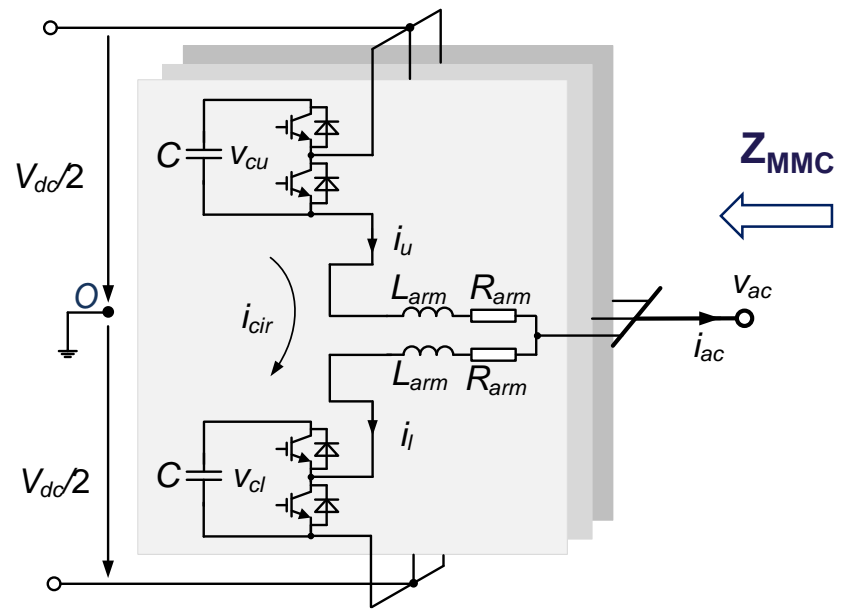 C
v_cu
V_dc/2
Z_MMC
i_u
L_arm
R_arm
O
i_cir
v_ac
i_ac
L_arm
R_arm
i_l
V_dc/2
C
v_cl